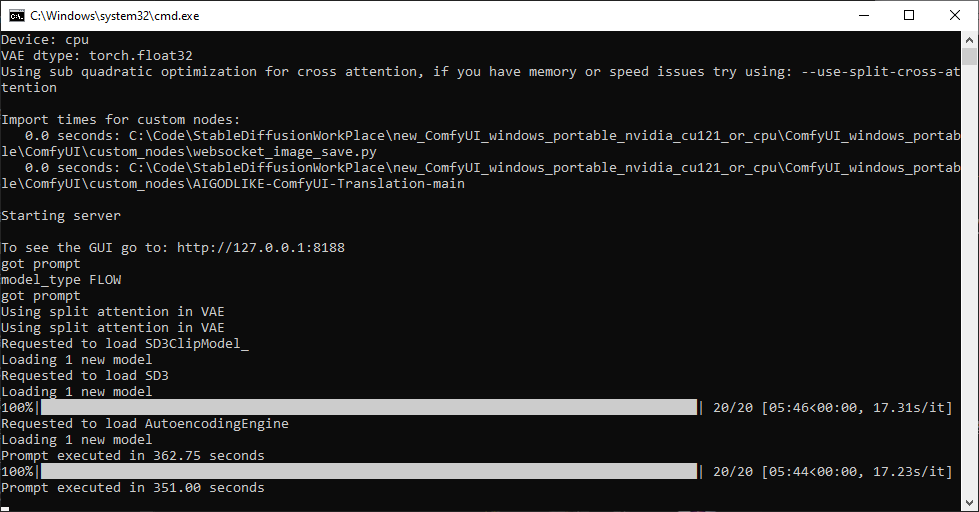 C:\Windows\system32\cmd.exe
Device: cpu
VAE dtype: torch.float32
Using sub quadratic optimization for cross attention, if you have memory or speed issues try using: --use-split-cross-at
tention
Import times for custom nodes:
0.0 seconds: C:\Code\StableDiffusionWorkPlace\new_ComfyUI_windows_portable_nvidia_cu121_or_cpu\ComfyUI_windows_portab
le\ComfyUI\custom_nodes\websocket_image_save.py
0.0 seconds: C:\Code\StableDiffusionWorkPlace\new_ComfyUI_windows_portable_nvidia_cu121_or_cpu\ComfyUI_windows_portab
le\ComfyUI\custom_nodes\AIGODLIKE-ComfyUI-Translation-main
Starting server
To see the GUI go to: http://127.0.0.1:8188
got prompt
model_type FLOW
got prompt
Using split attention in VAE
Using split attention in VAE
Requested to load SD3ClipModel_
Loading 1 new model
Requested to load SD3
Loading 1 new model
100%|██████████| 20/20 [05:46<00:00, 17.31s/it]
Requested to load AutoencodingEngine
Loading 1 new model
Prompt executed in 362.75 seconds
100%|██████████| 20/20 [05:44<00:00, 17.23s/it]
Prompt executed in 351.00 seconds